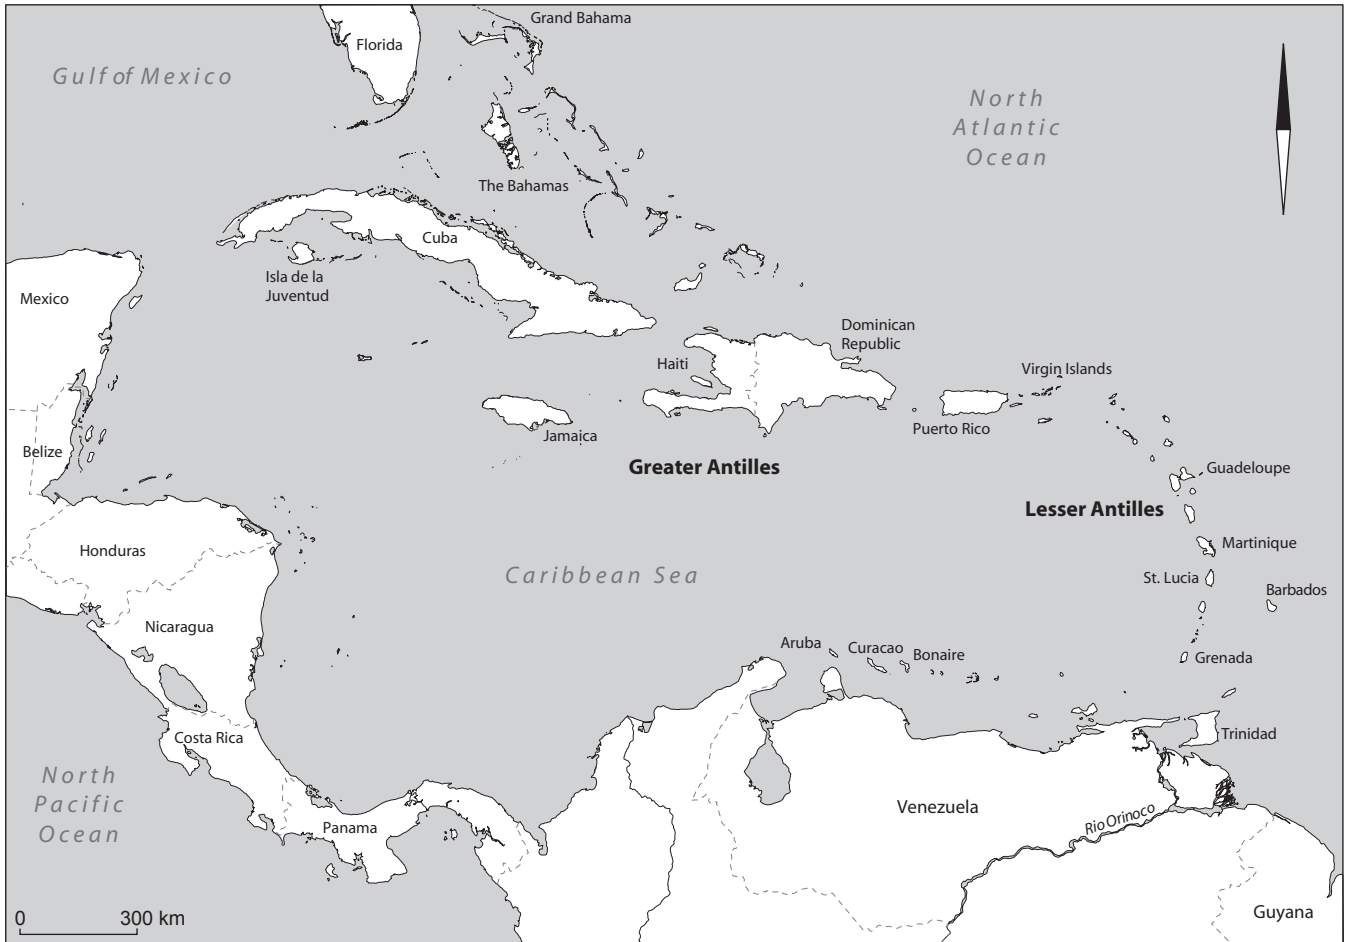 Grand Bahama
Florida
Gulf of Mexico
North
Atlantic
Ocean
The Bahamas
Cuba
Isla de la
Juventud
Mexico
Dominican
Republic
Haiti
Virgin Islands
Puerto Rico
Jamaica
Belize
Greater Antilles
Guadeloupe
Lesser Antilles
Martinique
Honduras
Caribbean Sea
St. Lucia
Barbados
Nicaragua
Aruba
Curacao
Bonaire
Grenada
Costa Rica
Trinidad
North
Pacific
Ocean
Venezuela
Rio Orinoco
Panama
Guyana
0 300 km